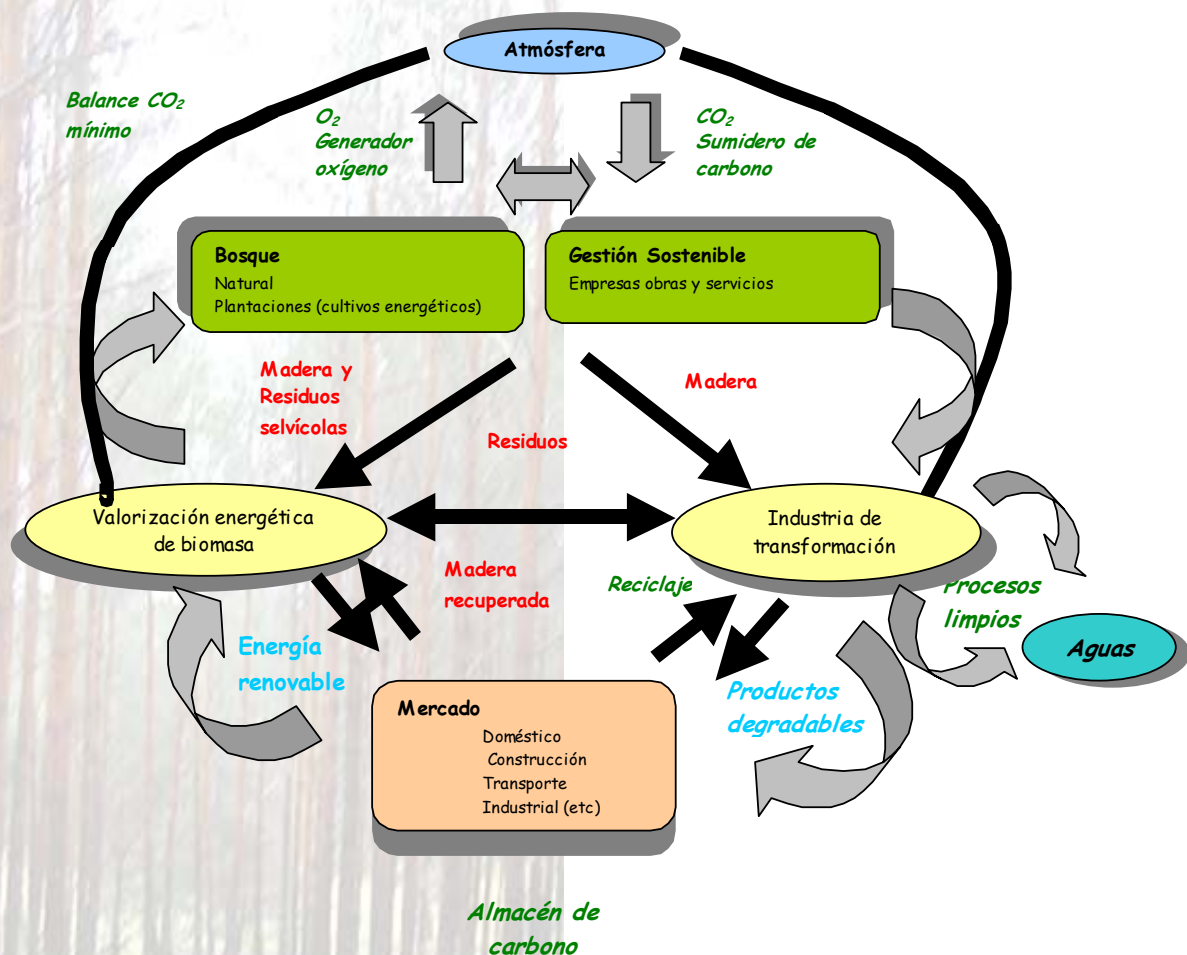 Atmósfera
Balance CO₂
mínimo
O₂
Generador
oxígeno
CO₂
Sumidero de
carbono
Bosque
Natural
Plantaciones (cultivos energéticos)
Gestión Sostenible
Empresas obras y servicios
Madera y
Residuos
selvícolas
Madera
Residuos
Valorización energética
de biomasa
Industria de
transformación
Madera
recuperada
Reciclaje
Procesos
limpios
Aguas
Energía
renovable
Productos
degradables
Mercado
Doméstico
Construcción
Transporte
Industrial (etc)
Almacén de
carbono